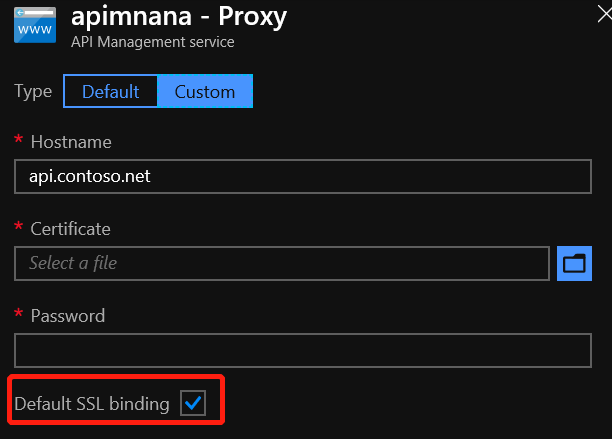 apimnana - Proxy
www
API Management service
Type Default Custom
* Hostname
api.contoso.net
* Certificate
Select a file
* Password
Default SSL binding